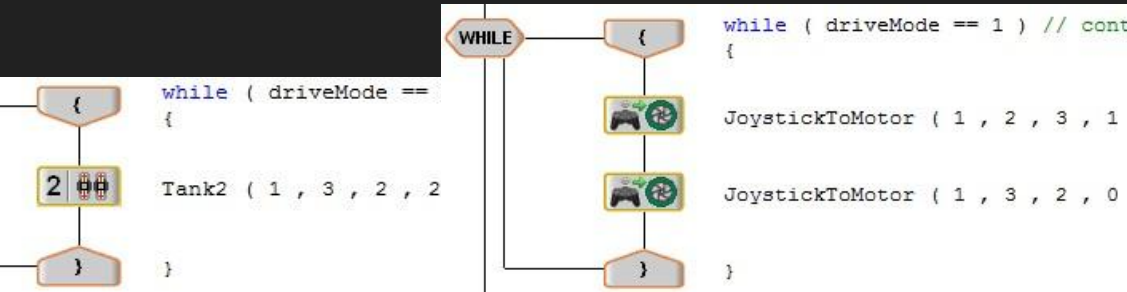 { while ( driveMode ==
{
2 Tank2 ( 1 , 3 , 2 , 2
} }
WHILE { while ( driveMode == 1 ) // cont
{
JoystickToMotor ( 1 , 2 , 3 , 1
JoystickToMotor ( 1 , 3 , 2 , 0
} }